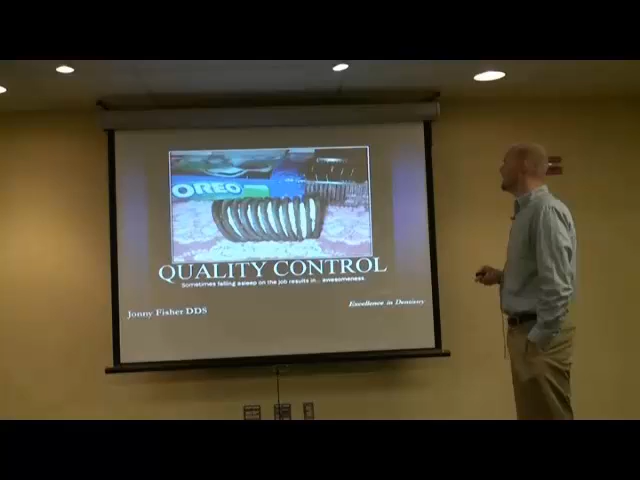 OREO
QUALITY CONTROL
Sometimes falling asleep on the job results in... awesomeness.
Jonny Fisher DDS
Excellence in Dentistry